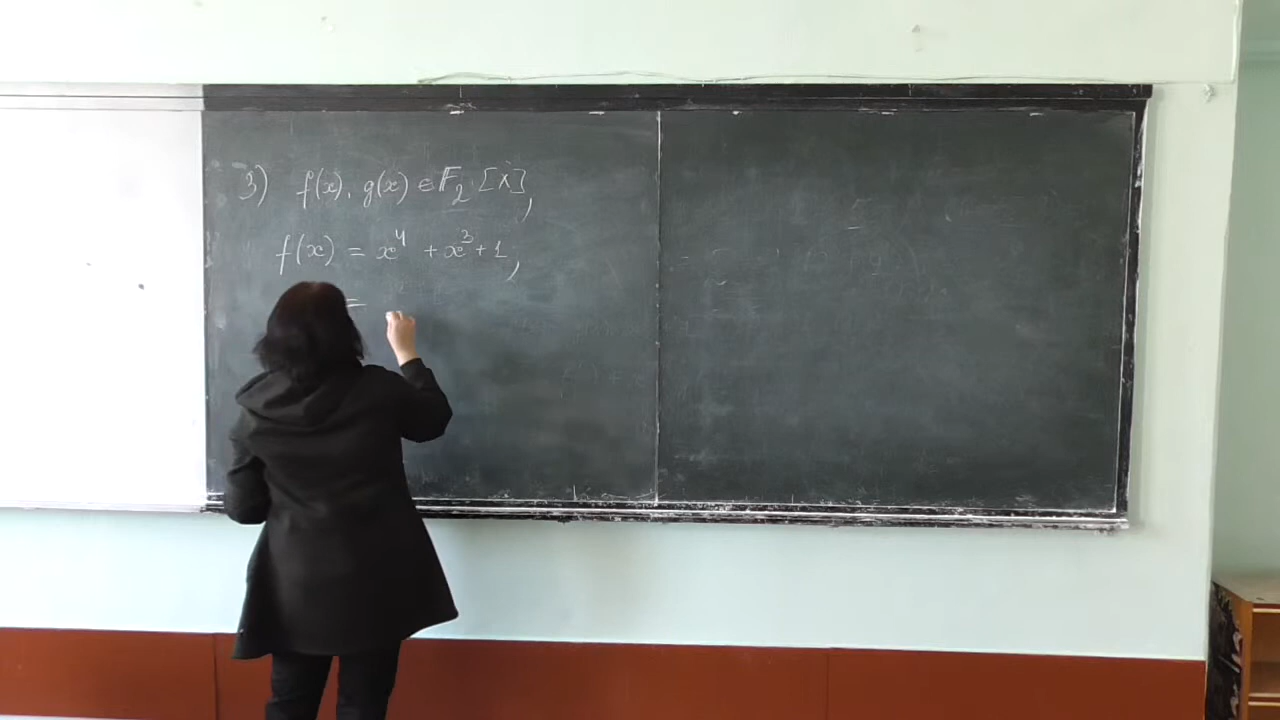 3) f(x), g(x) ∈ 𝔽₂ [x],
f(x) = x⁴ + x³ + 1,
=